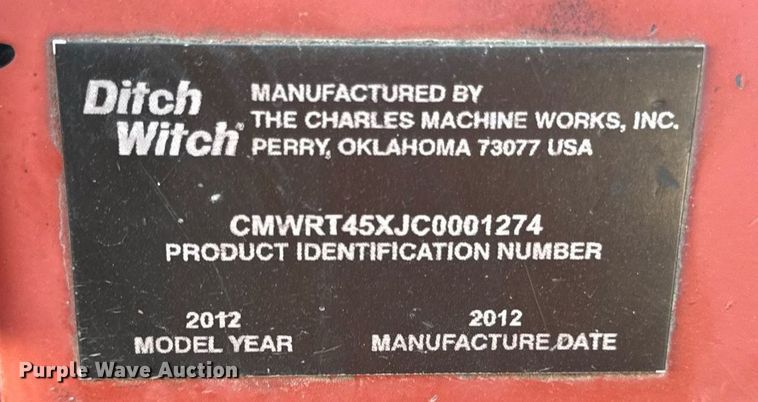 Ditch
Witch®
MANUFACTURED BY
THE CHARLES MACHINE WORKS, INC.
PERRY, OKLAHOMA 73077 USA
CMWRT45XJC0001274
PRODUCT IDENTIFICATION NUMBER
2012
MODEL YEAR
2012
MANUFACTURE DATE
Purple Wave Auction